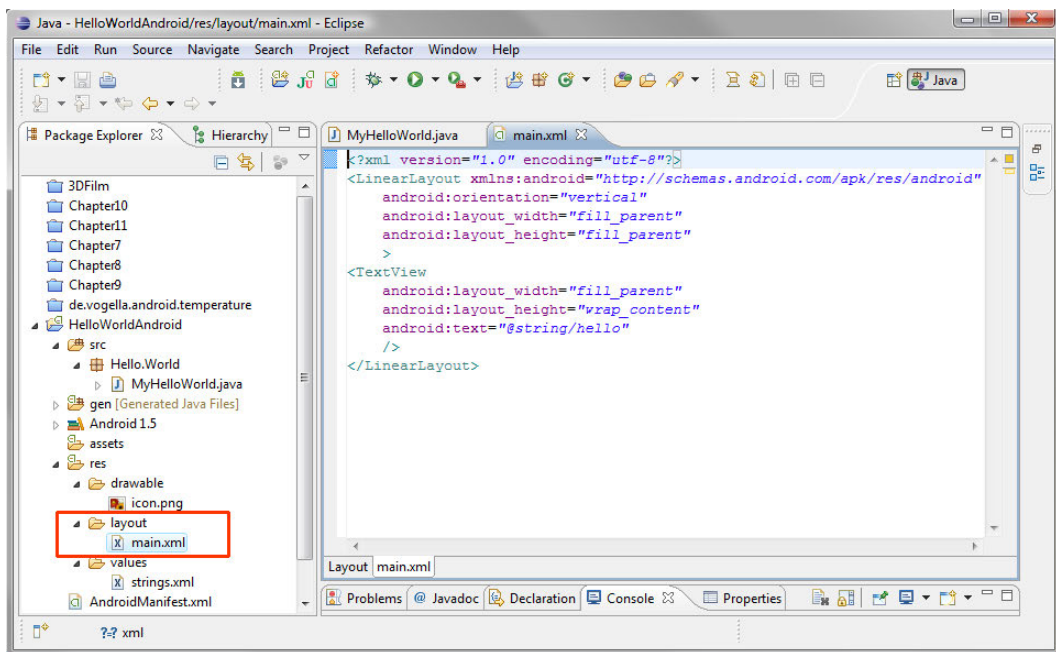 Java - HelloWorldAndroid/res/layout/main.xml - Eclipse
File Edit Run Source Navigate Search Project Refactor Window Help
Java
Package Explorer Hierarchy
3DFilm
Chapter10
Chapter11
Chapter7
Chapter8
Chapter9
de.vogella.android.temperature
HelloWorldAndroid
src
Hello.World
MyHelloWorld.java
gen [Generated Java Files]
Android 1.5
assets
res
drawable
icon.png
layout
main.xml
values
strings.xml
AndroidManifest.xml
MyHelloWorld.java main.xml
<?xml version="1.0" encoding="utf-8"?>
<LinearLayout xmlns:android="http://schemas.android.com/apk/res/android"
    android:orientation="vertical"
    android:layout_width="fill_parent"
    android:layout_height="fill_parent"
    >
<TextView
    android:layout_width="fill_parent"
    android:layout_height="wrap_content"
    android:text="@string/hello"
    />
</LinearLayout>
Layout main.xml
Problems @ Javadoc Declaration Console Properties
?=? xml